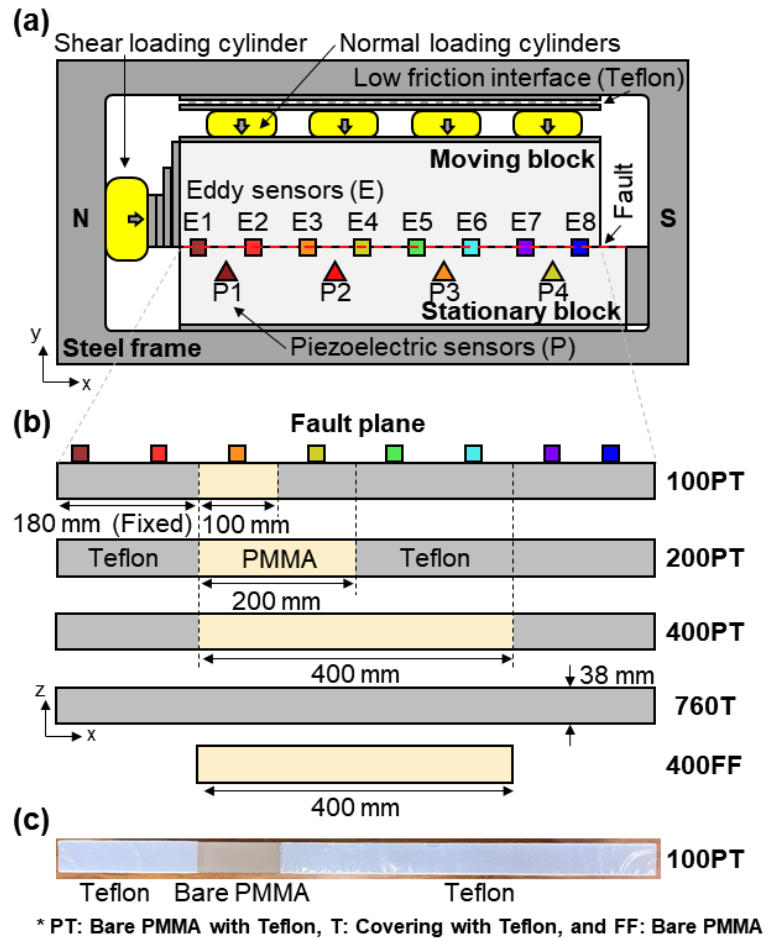 (a)
Shear loading cylinder
Normal loading cylinders
Low friction interface (Teflon)
Moving block
Eddy sensors (E)
Fault
N
E1 E2 E3 E4 E5 E6 E7 E8
S
P1 P2 P3 P4
Stationary block
Steel frame
Piezoelectric sensors (P)
y
x
(b)
Fault plane
100PT
180 mm (Fixed) 100 mm
Teflon PMMA Teflon
200PT
200 mm
400PT
400 mm
38 mm
z
760T
x
400FF
400 mm
(c)
100PT
Teflon Bare PMMA Teflon
* PT: Bare PMMA with Teflon, T: Covering with Teflon, and FF: Bare PMMA